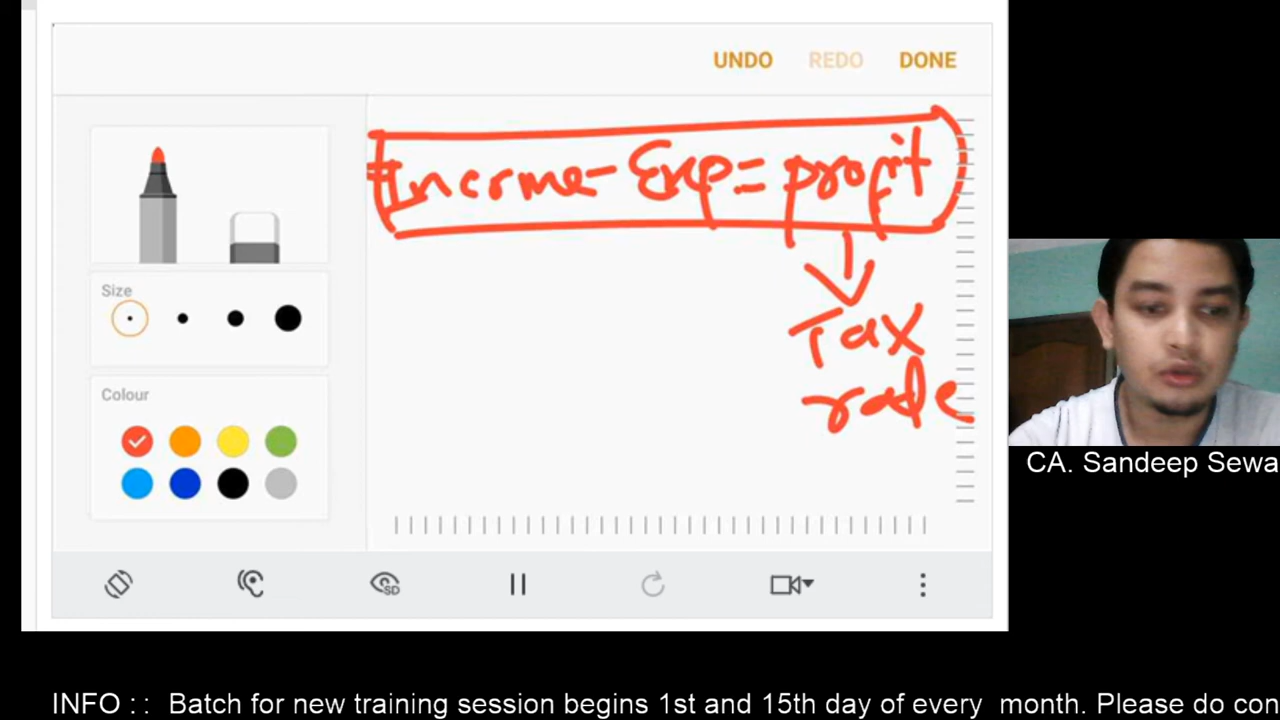 UNDO REDO DONE
Income - Exp = profit
Tax
rate
Size
Colour
SD
CA. Sandeep Sewa
INFO : : Batch for new training session begins 1st and 15th day of every month. Please do con